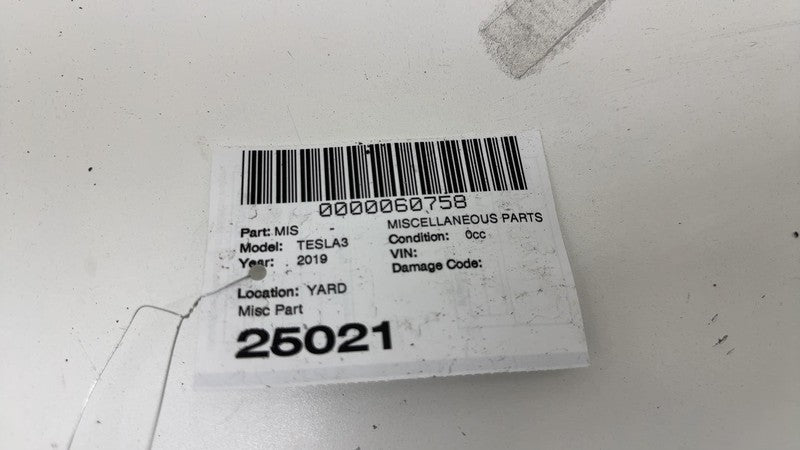 0000060758
Part: MIS MISCELLANEOUS PARTS
Model: TESLA3 Condition: 0cc
Year: 2019 VIN:
Damage Code:
Location: YARD
Misc Part
25021